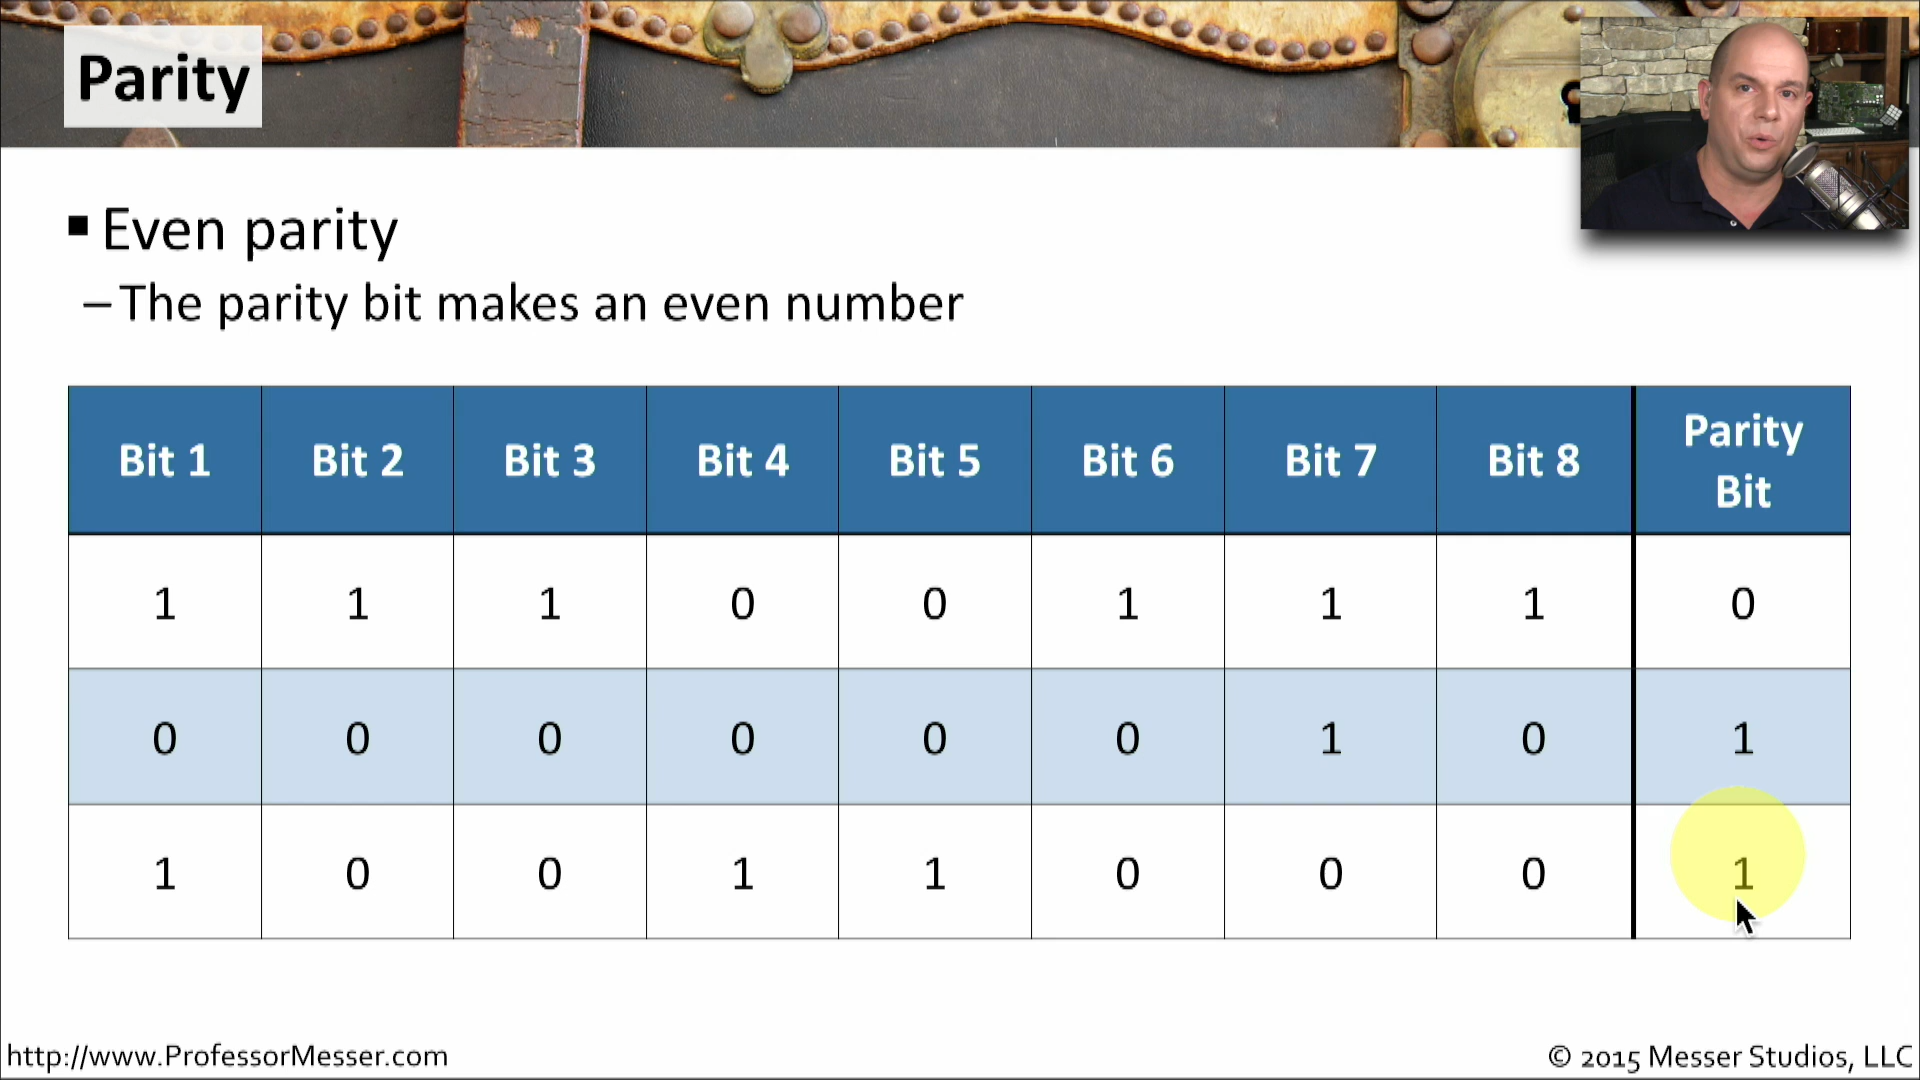 Parity
Even parity
– The parity bit makes an even number
Bit 1 Bit 2 Bit 3 Bit 4 Bit 5 Bit 6 Bit 7 Bit 8 Parity Bit
1 1 1 0 0 1 1 1 0
0 0 0 0 0 0 1 0 1
1 0 0 1 1 0 0 0 1
http://www.ProfessorMesser.com
© 2015 Messer Studios, LLC